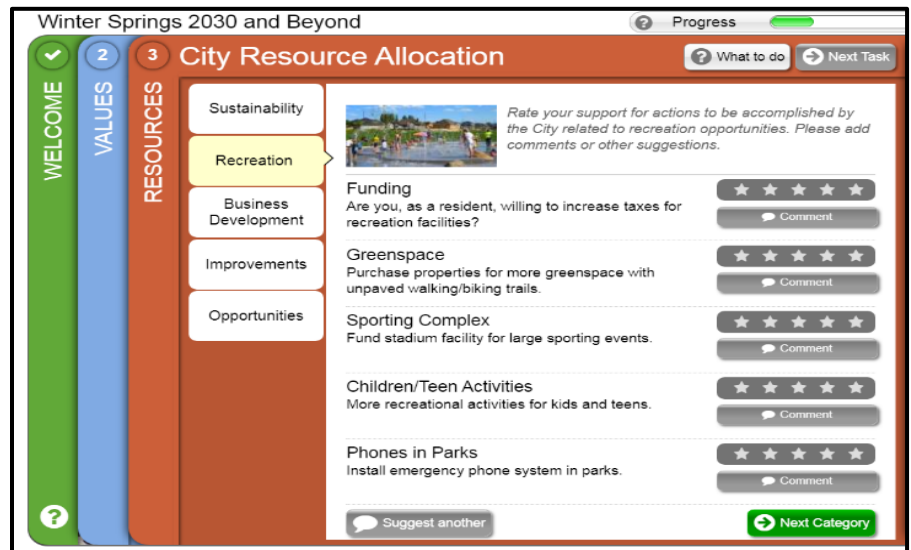 Winter Springs 2030 and Beyond
? Progress
WELCOME
2
VALUES
3
RESOURCES
City Resource Allocation
? What to do
Next Task
Sustainability
Recreation
Business
Development
Improvements
Opportunities
Rate your support for actions to be accomplished by
the City related to recreation opportunities. Please add
comments or other suggestions.
Funding
Are you, as a resident, willing to increase taxes for
recreation facilities?
Comment
Greenspace
Purchase properties for more greenspace with
unpaved walking/biking trails.
Comment
Sporting Complex
Fund stadium facility for large sporting events.
Comment
Children/Teen Activities
More recreational activities for kids and teens.
Comment
Phones in Parks
Install emergency phone system in parks.
Comment
?
Suggest another
Next Category